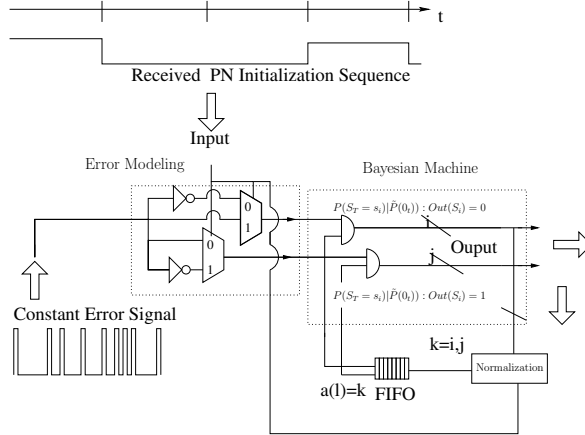 t
Received PN Initialization Sequence
Input
Error Modeling
Bayesian Machine
0
1
0
1
P(S_T = s_i)|P̃(0_t)) : Out(S_i) = 0
i
Ouput
j
P(S_T = s_i)|P̃(0_t)) : Out(S_i) = 1
Constant Error Signal
k=i,j
Normalization
a(l)=k
FIFO